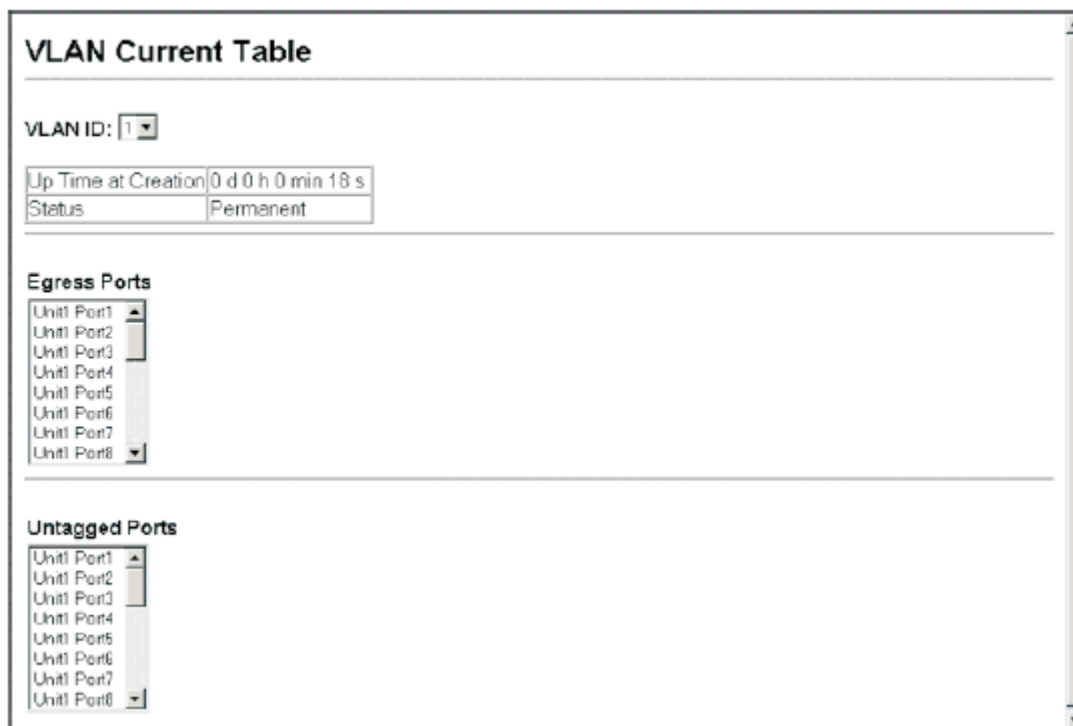 VLAN Current Table
VLAN ID: 1
Up Time at Creation 0 d 0 h 0 min 18 s
Status Permanent
Egress Ports
Unit1 Port1
Unit1 Port2
Unit1 Port3
Unit1 Port4
Unit1 Port5
Unit1 Port6
Unit1 Port7
Unit1 Port8
Untagged Ports
Unit1 Port1
Unit1 Port2
Unit1 Port3
Unit1 Port4
Unit1 Port5
Unit1 Port6
Unit1 Port7
Unit1 Port8